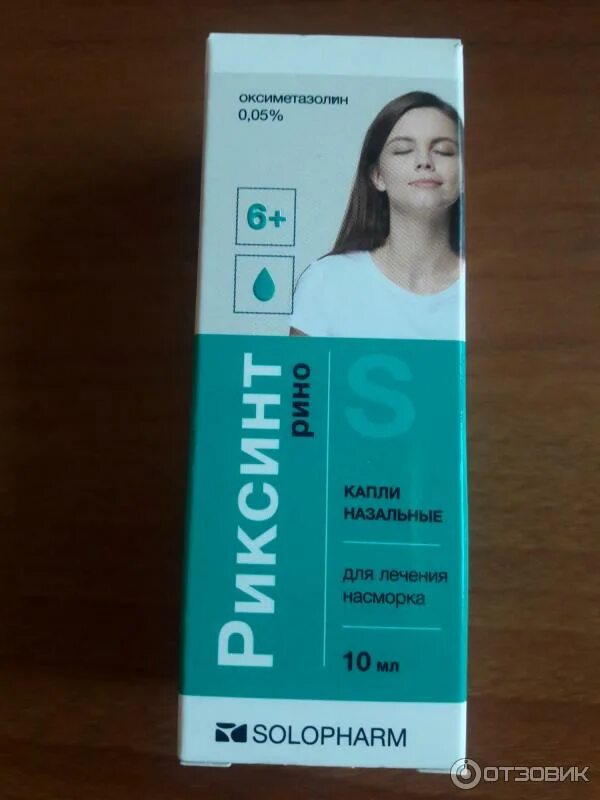 оксиметазолин
0,05%
6+
Риксинт
рино
S
КАПЛИ
НАЗАЛЬНЫЕ
для лечения
насморка
10 мл
SOLOPHARM
ОТЗОВИК